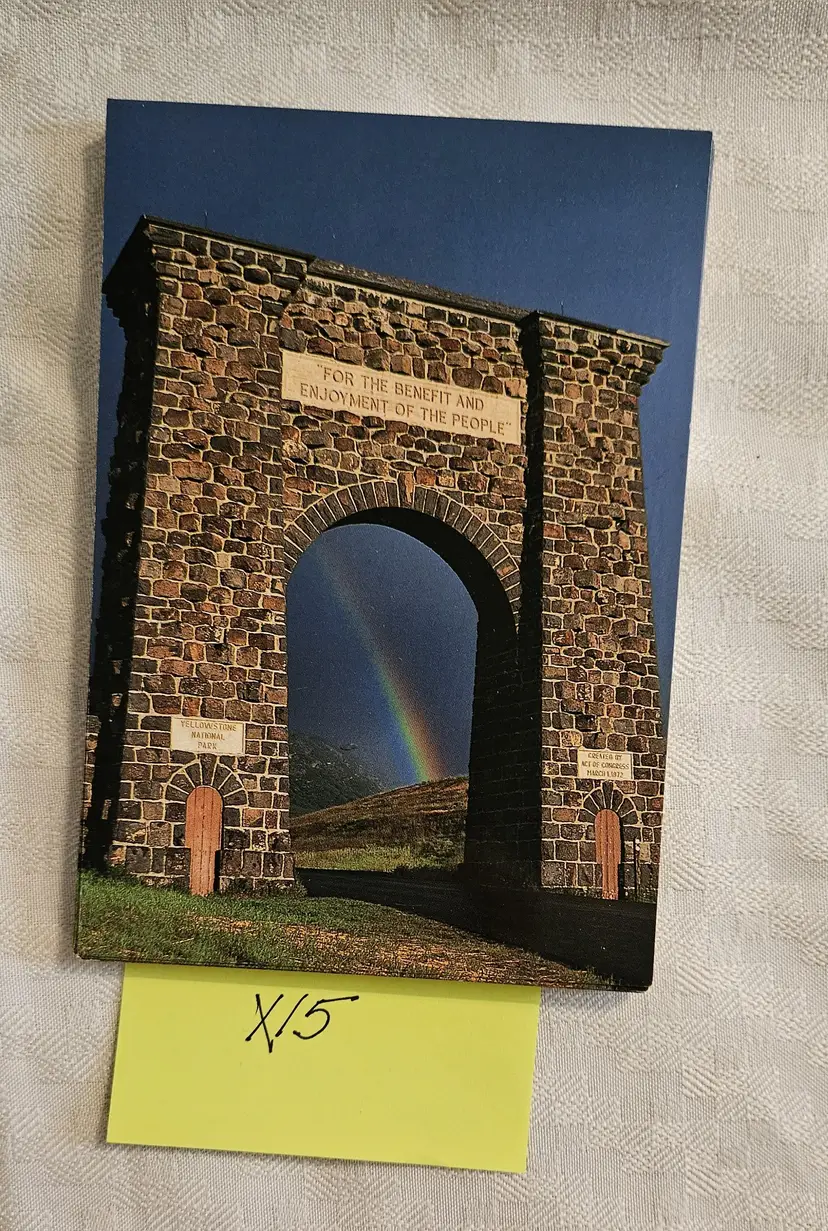 "FOR THE BENEFIT AND
ENJOYMENT OF THE PEOPLE"
YELLOWSTONE
NATIONAL
PARK
CREATED BY
ACT OF CONGRESS
MARCH 1, 1872
X15